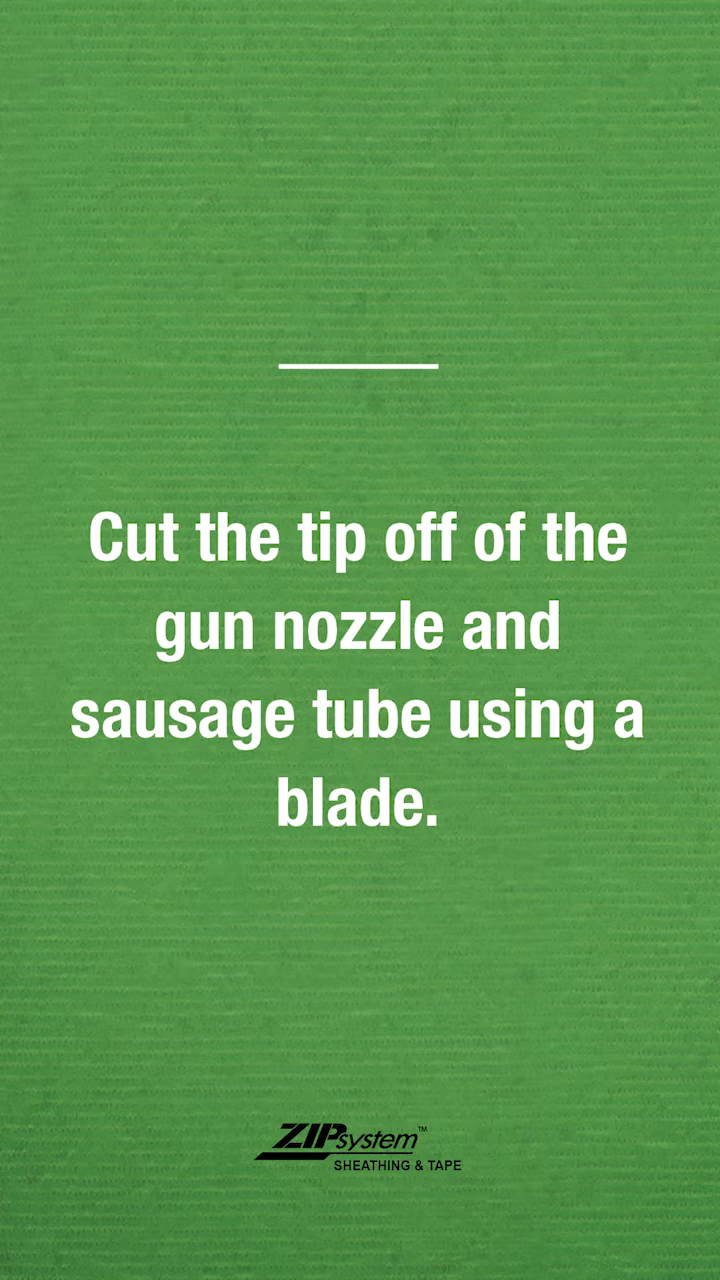 Cut the tip off of the
gun nozzle and
sausage tube using a
blade.
ZIPsystem™
SHEATHING & TAPE